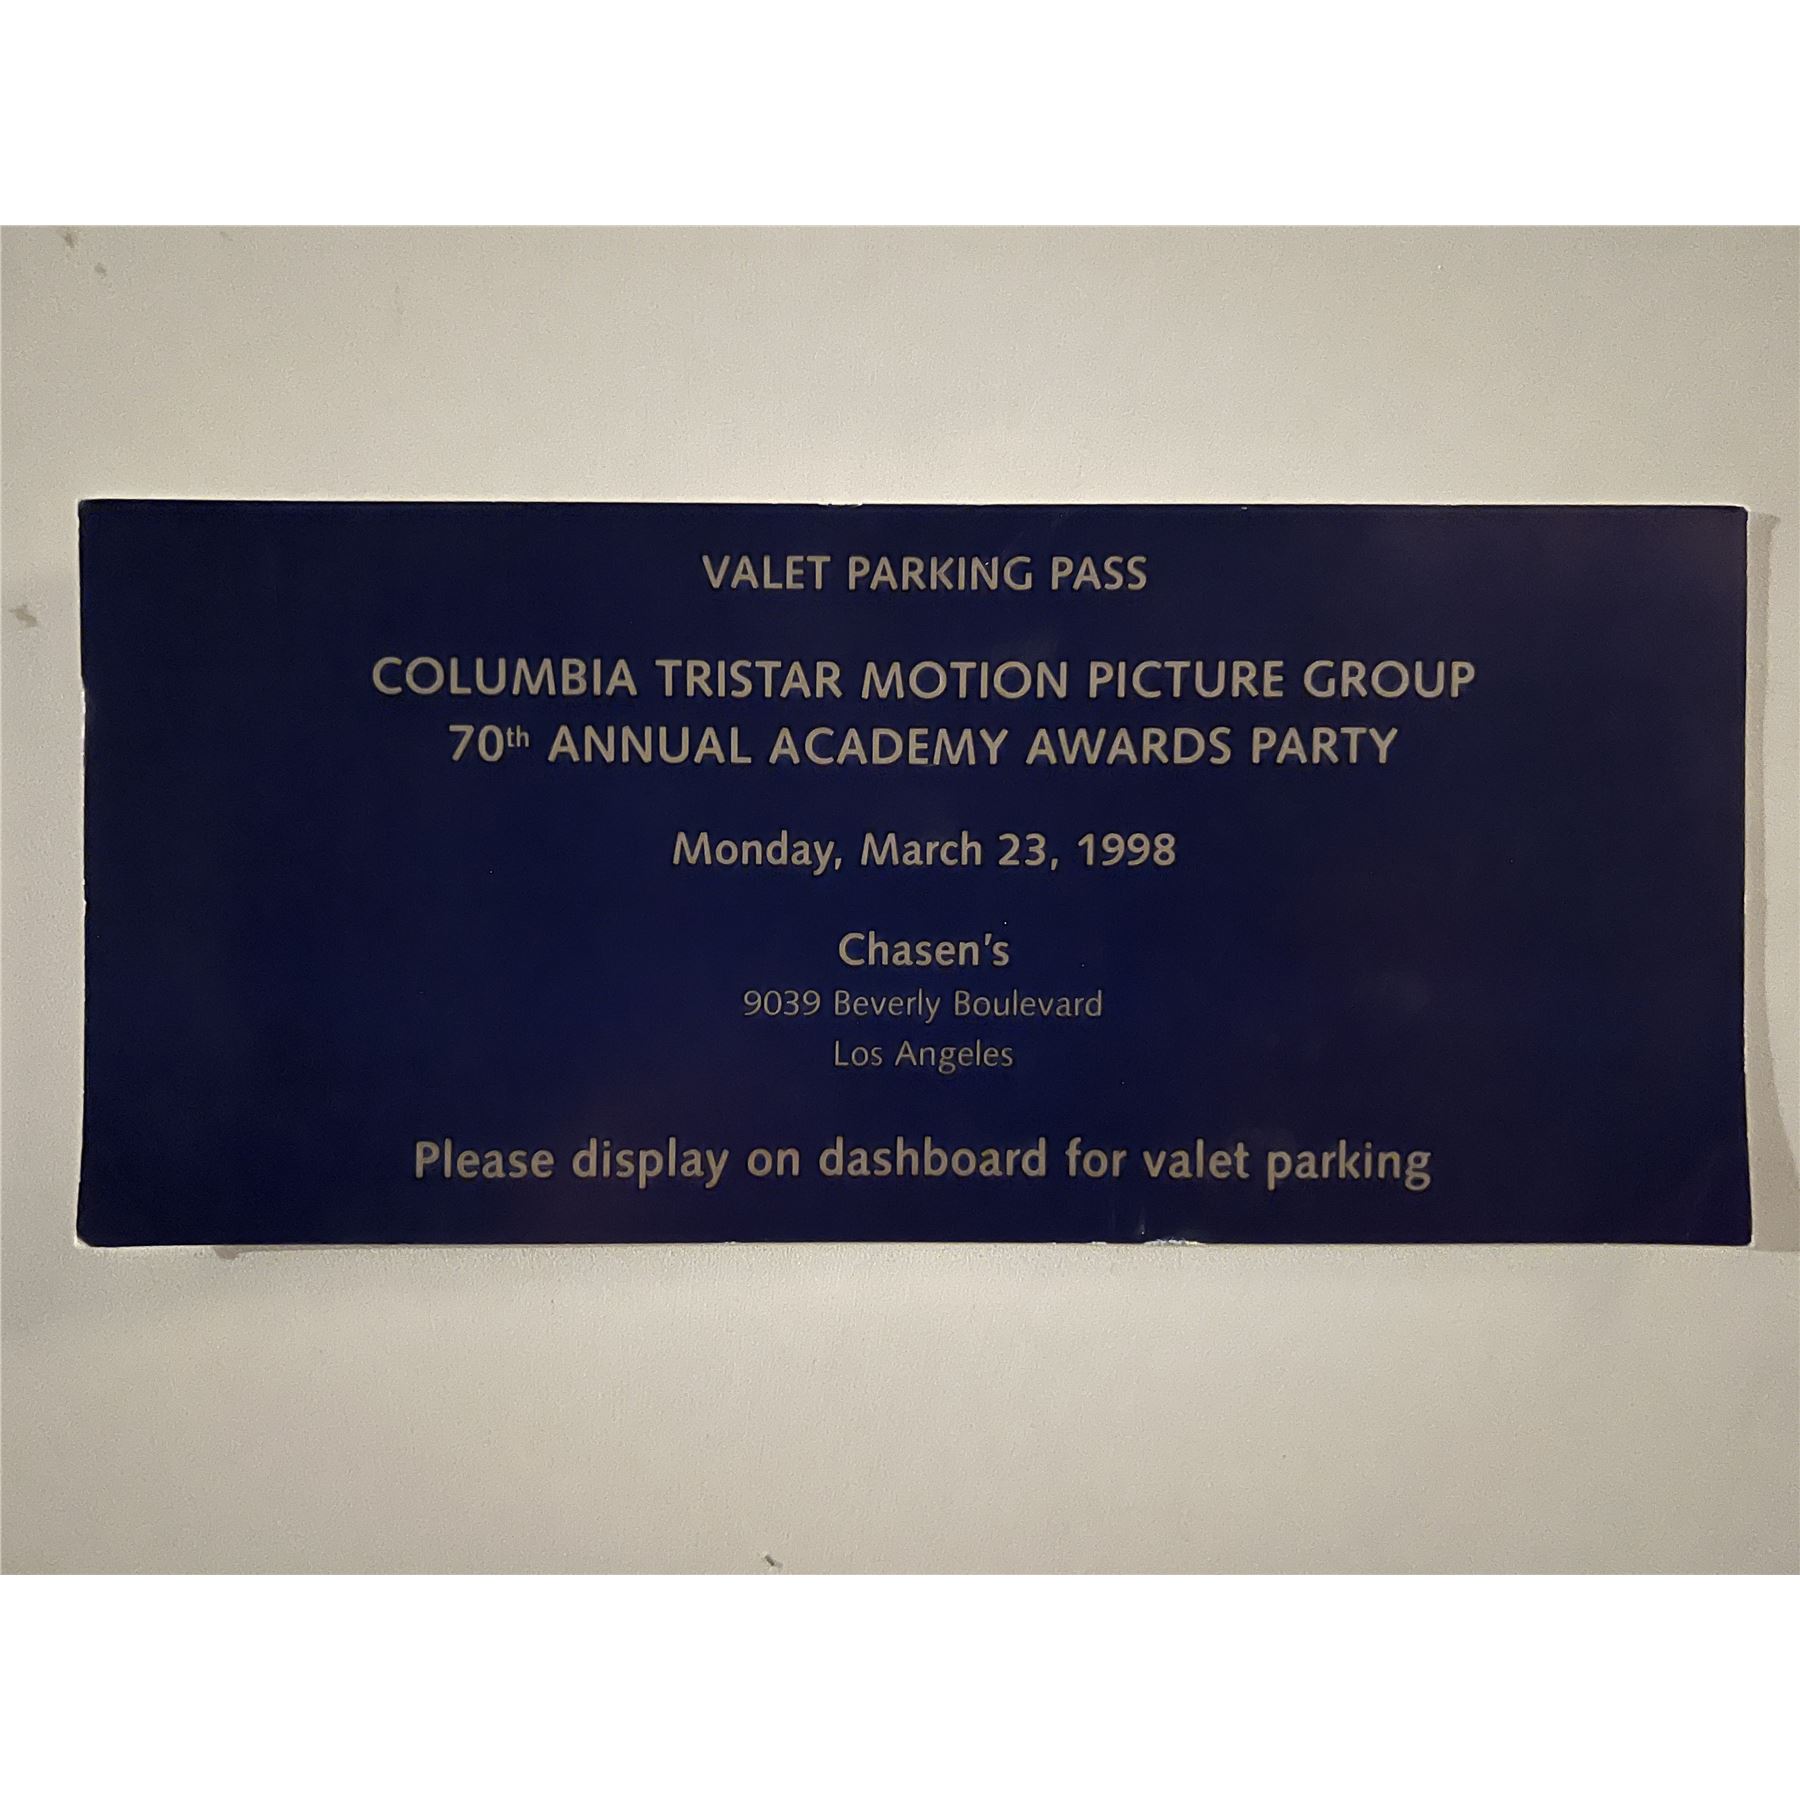 VALET PARKING PASS
COLUMBIA TRISTAR MOTION PICTURE GROUP
70th ANNUAL ACADEMY AWARDS PARTY
Monday, March 23, 1998
Chasen's
9039 Beverly Boulevard
Los Angeles
Please display on dashboard for valet parking